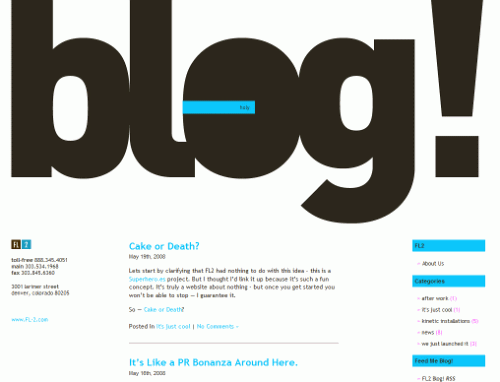 blog!
FL 2
toll-free 888.345.4051
main 303.534.1968
fax 303.845.6360
3001 larimer street
denver, colorado 80205
www.FL-2.com
Cake or Death?
May 19th, 2008
Lets start by clarifying that FL2 had nothing to do with this idea - this is a
Superhero.es project. But I thought I'd link it up because it's such a fun
concept. It's truly a website about nothing - but once you get started you
won't be able to stop — I guarantee it.
So — Cake or Death?
Posted in It's just cool | No Comments »
It's Like a PR Bonanza Around Here.
May 18th, 2008
FL2
– About Us
Categories
– after work (1)
– it's just cool (1)
– kinetic installations (5)
– news (8)
– we just launched it (3)
Feed Me Blog!
– FL2 Blog! RSS